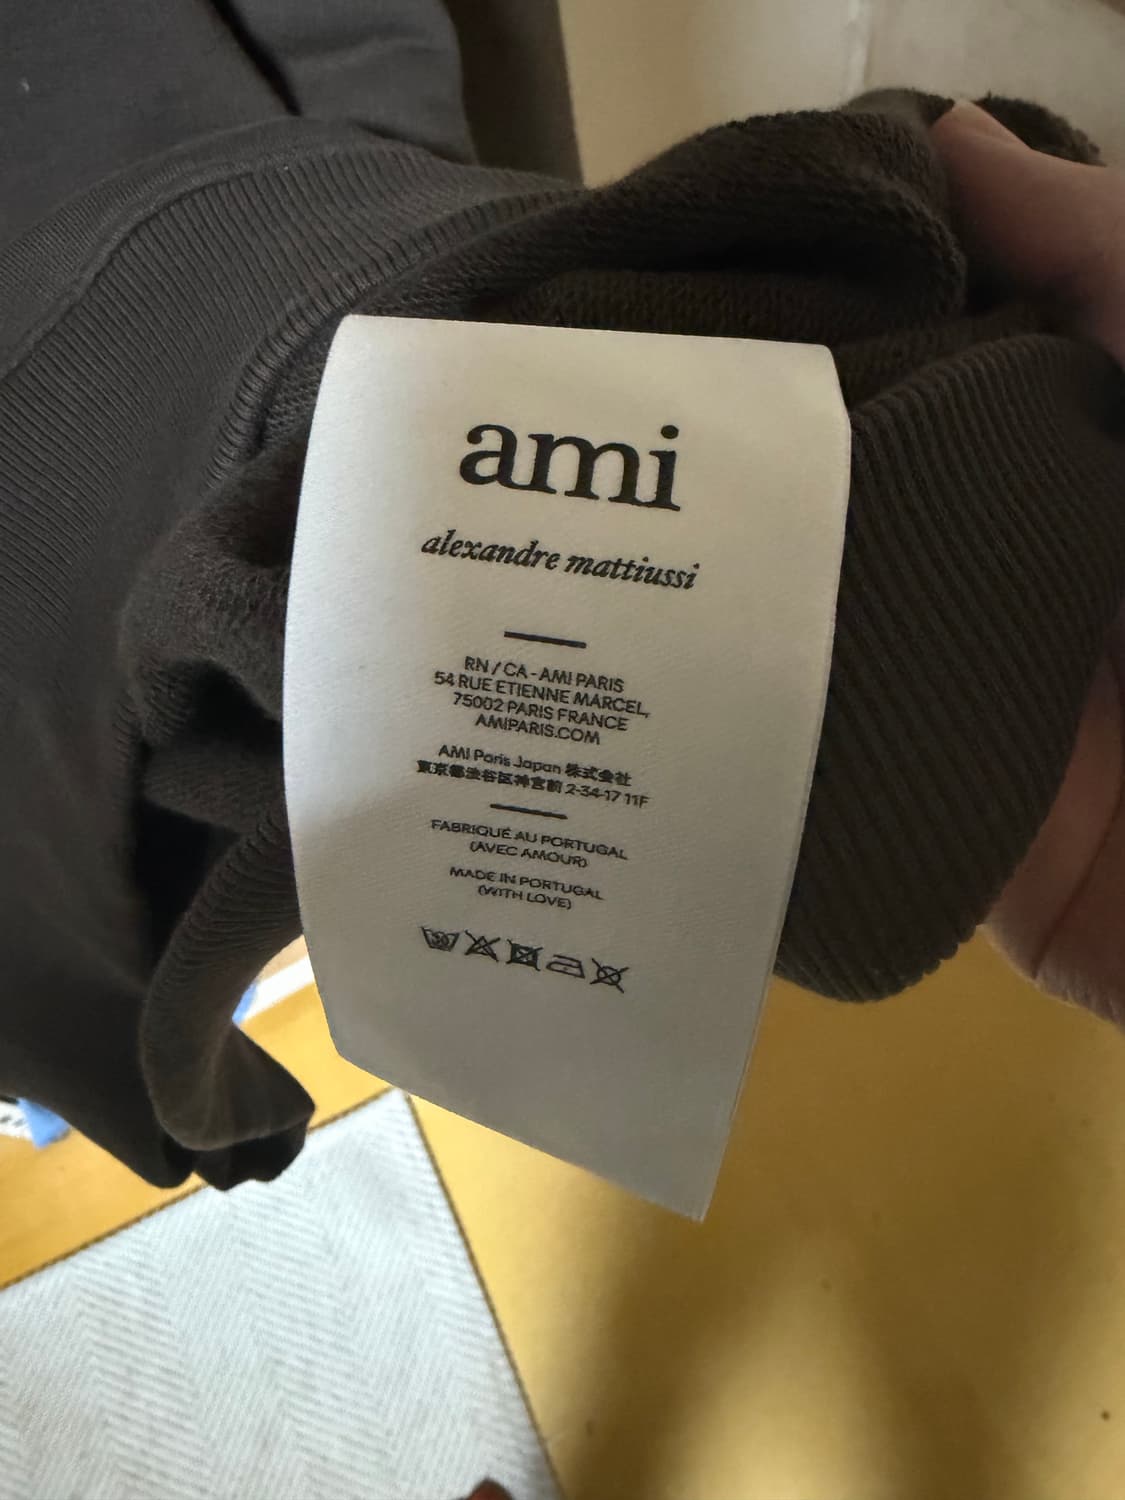 ami
alexandre mattiussi
RN / CA - AMI PARIS
54 RUE ETIENNE MARCEL,
75002 PARIS FRANCE
AMIPARIS.COM
AMI Paris Japan 株式会社
東京都渋谷区神宮前 2-34-17 11F
FABRIQUÉ AU PORTUGAL
(AVEC AMOUR)
MADE IN PORTUGAL
(WITH LOVE)
30